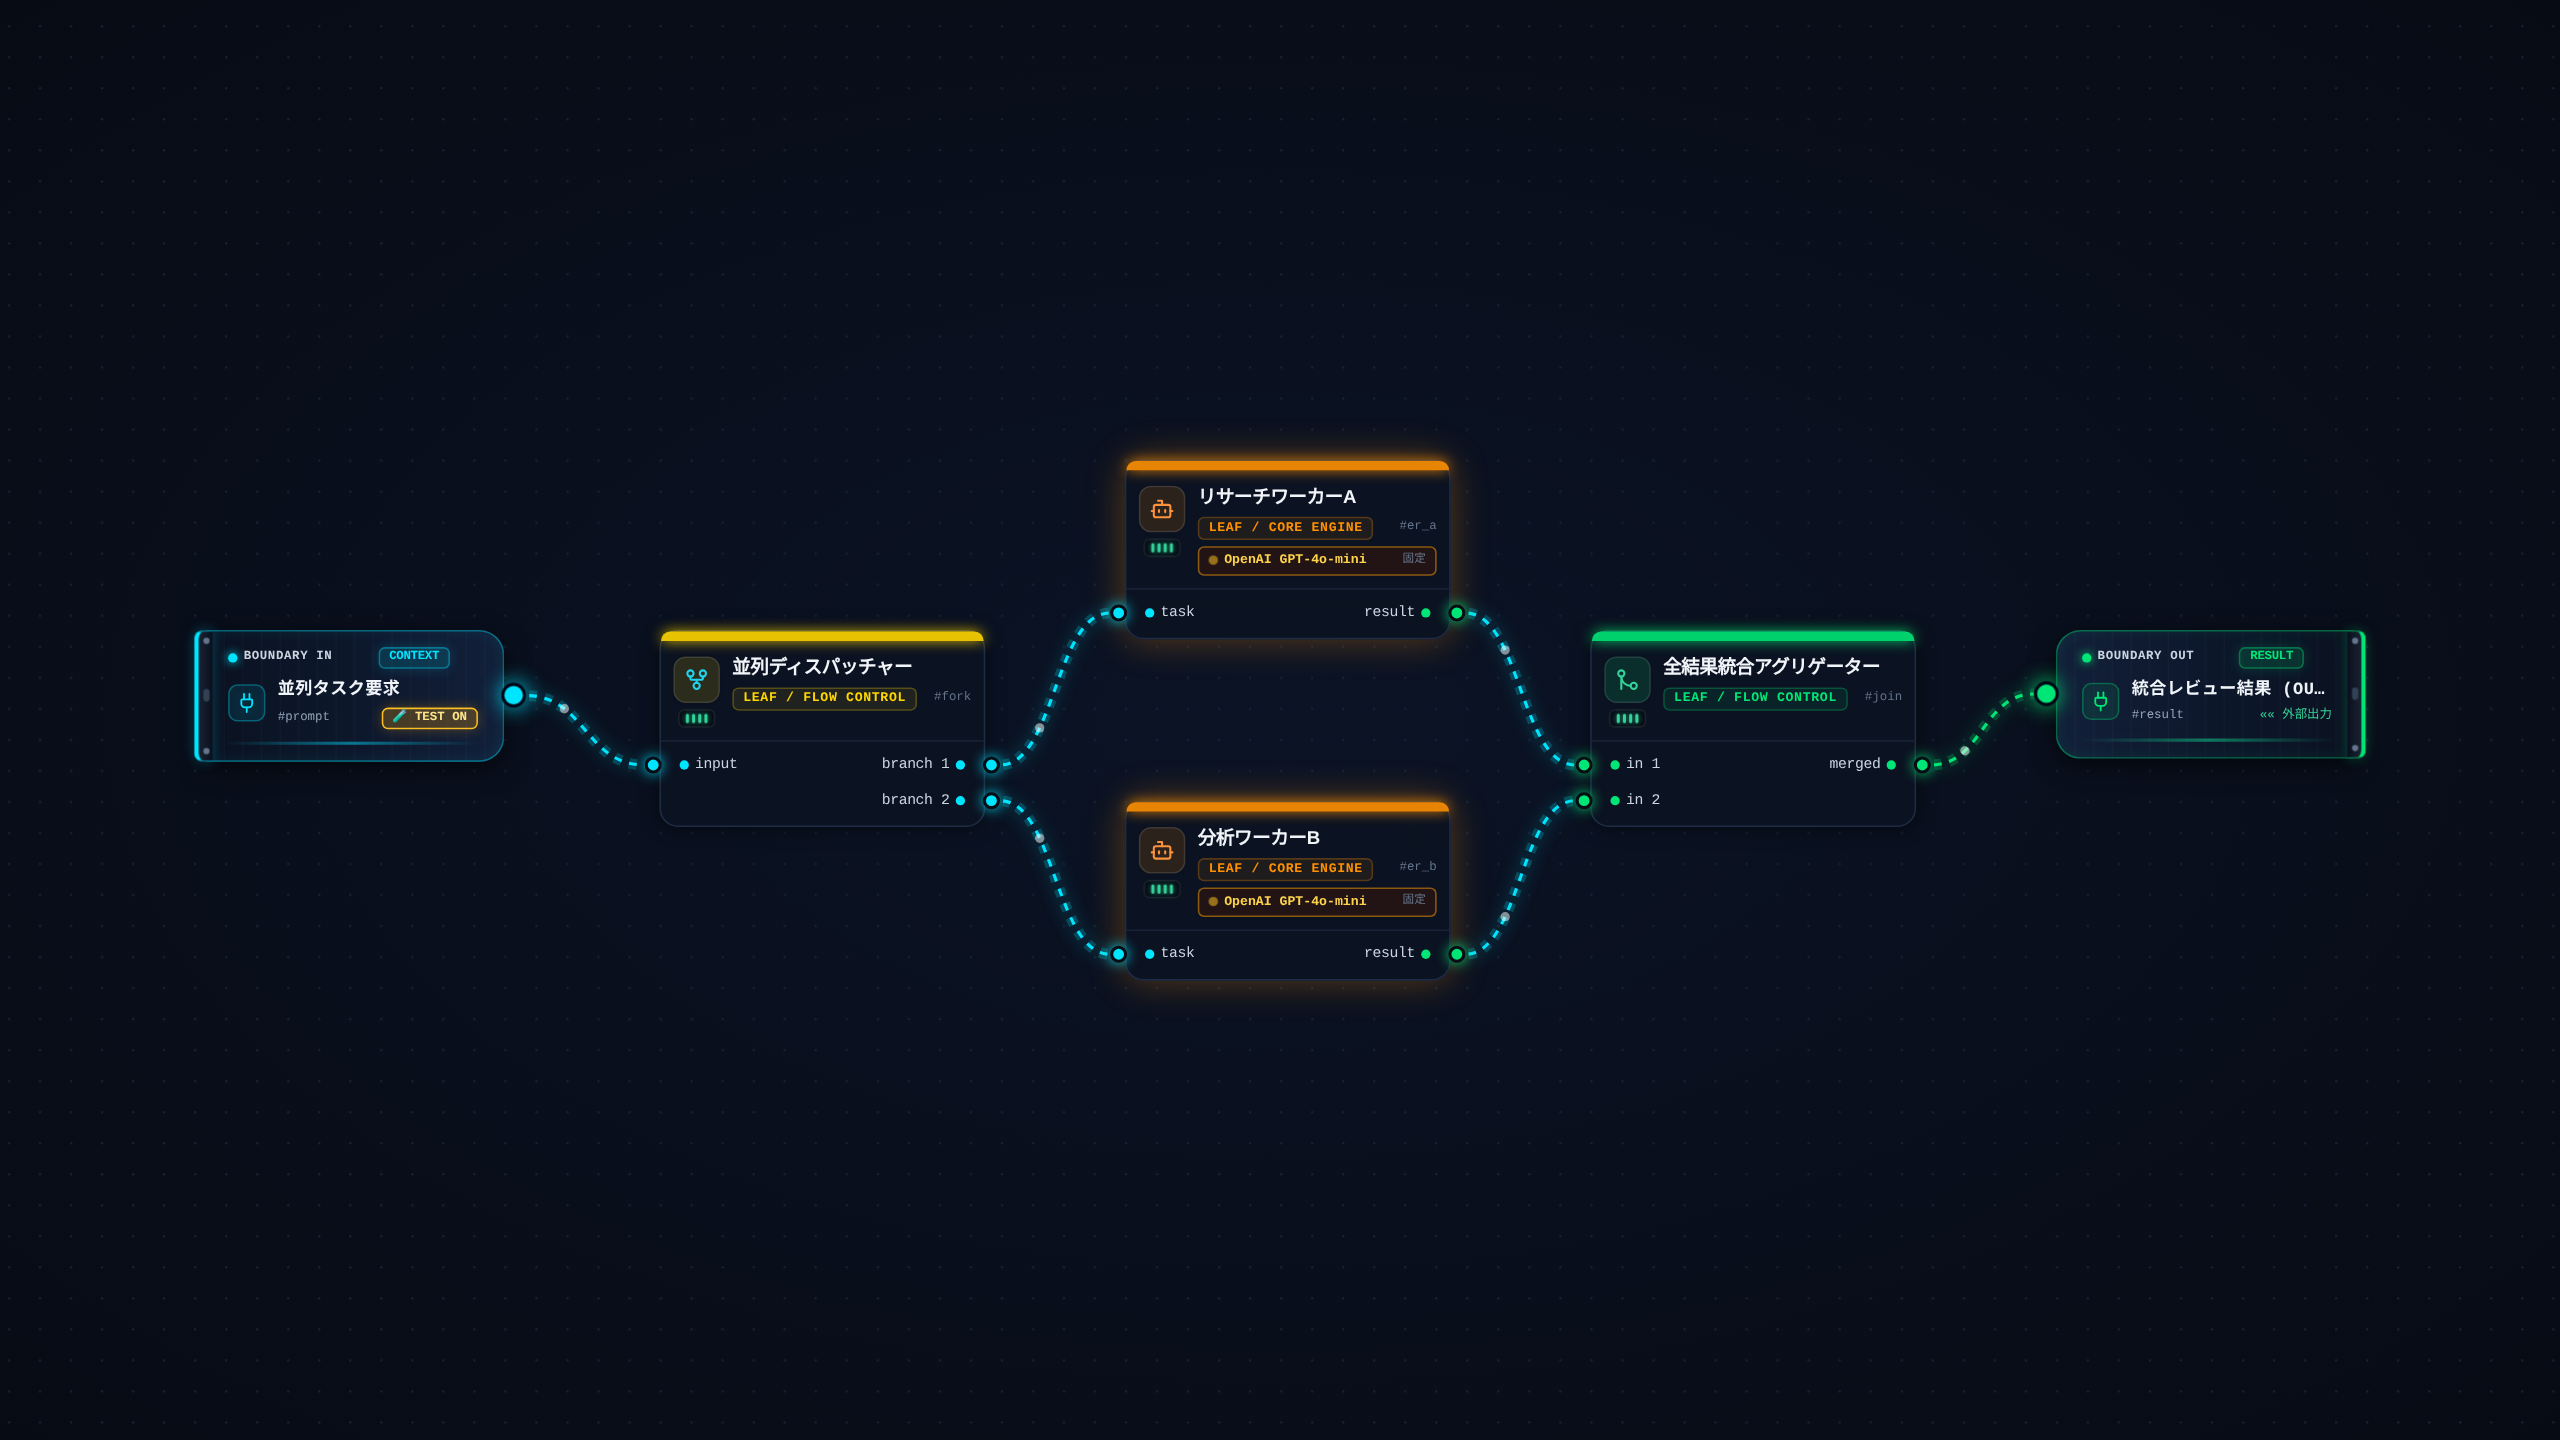 BOUNDARY IN CONTEXT
並列タスク要求
#prompt 🧪 TEST ON
並列ディスパッチャー
LEAF / FLOW CONTROL #fork
input branch 1
branch 2
リサーチワーカーA
LEAF / CORE ENGINE #er_a
OpenAI GPT-4o-mini 固定
task result
分析ワーカーB
LEAF / CORE ENGINE #er_b
OpenAI GPT-4o-mini 固定
task result
全結果統合アグリゲーター
LEAF / FLOW CONTROL #join
in 1 merged
in 2
BOUNDARY OUT RESULT
統合レビュー結果 (OU…
#result «« 外部出力